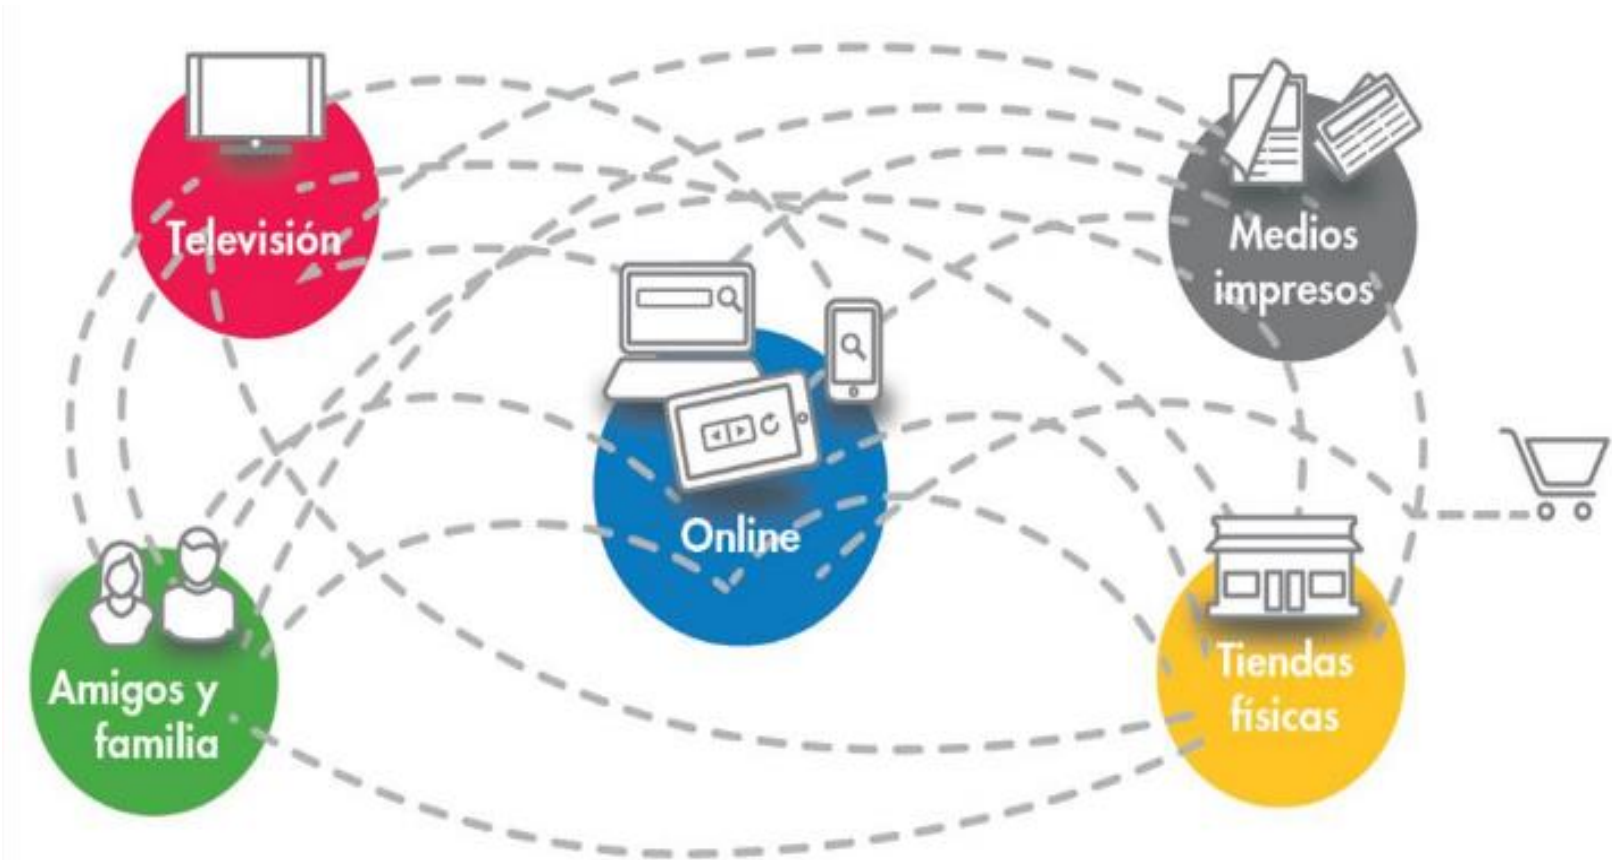 Televisión
Medios
impresos
Online
Amigos y
familia
Tiendas
físicas